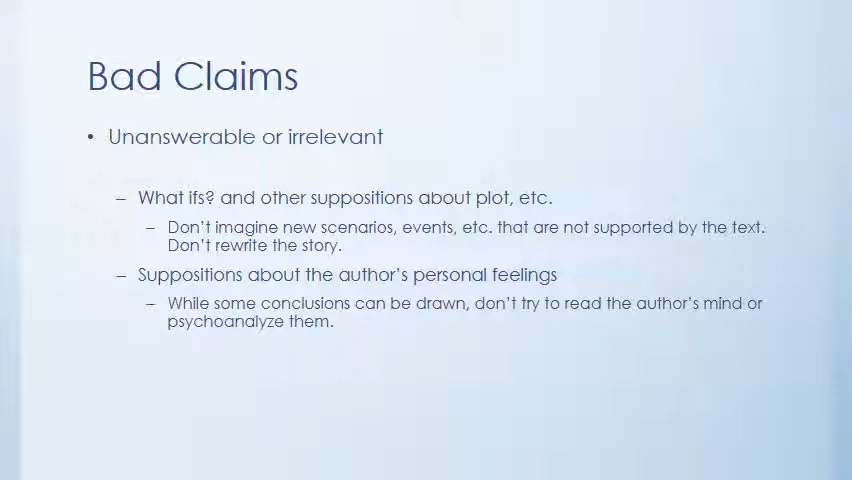 Bad Claims
• Unanswerable or irrelevant
– What ifs? and other suppositions about plot, etc.
– Don't imagine new scenarios, events, etc. that are not supported by the text.
Don't rewrite the story.
– Suppositions about the author's personal feelings
– While some conclusions can be drawn, don't try to read the author's mind or
psychoanalyze them.